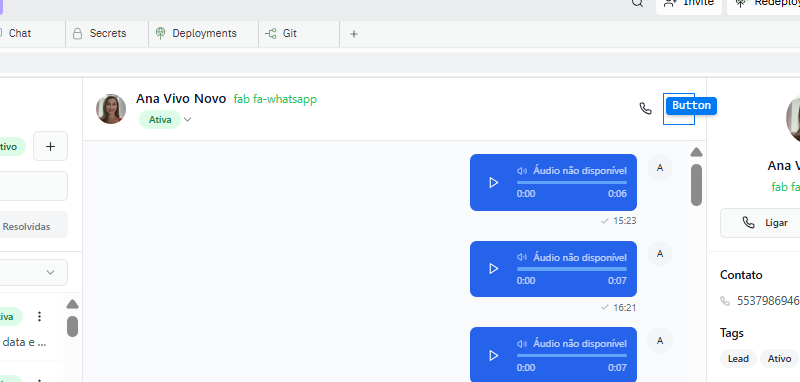 Invite
Redeploy
Chat
Secrets
Deployments
Git
+
Ana Vivo Novo fab fa-whatsapp
Ativa
Button
tivo
+
Resolvidas
iva
data e ...
Áudio não disponível
0:00 0:06
A
15:23
Áudio não disponível
0:00 0:07
A
16:21
Áudio não disponível
0:00 0:07
A
Ana V
fab fa
Ligar
Contato
5537986946
Tags
Lead Ativo